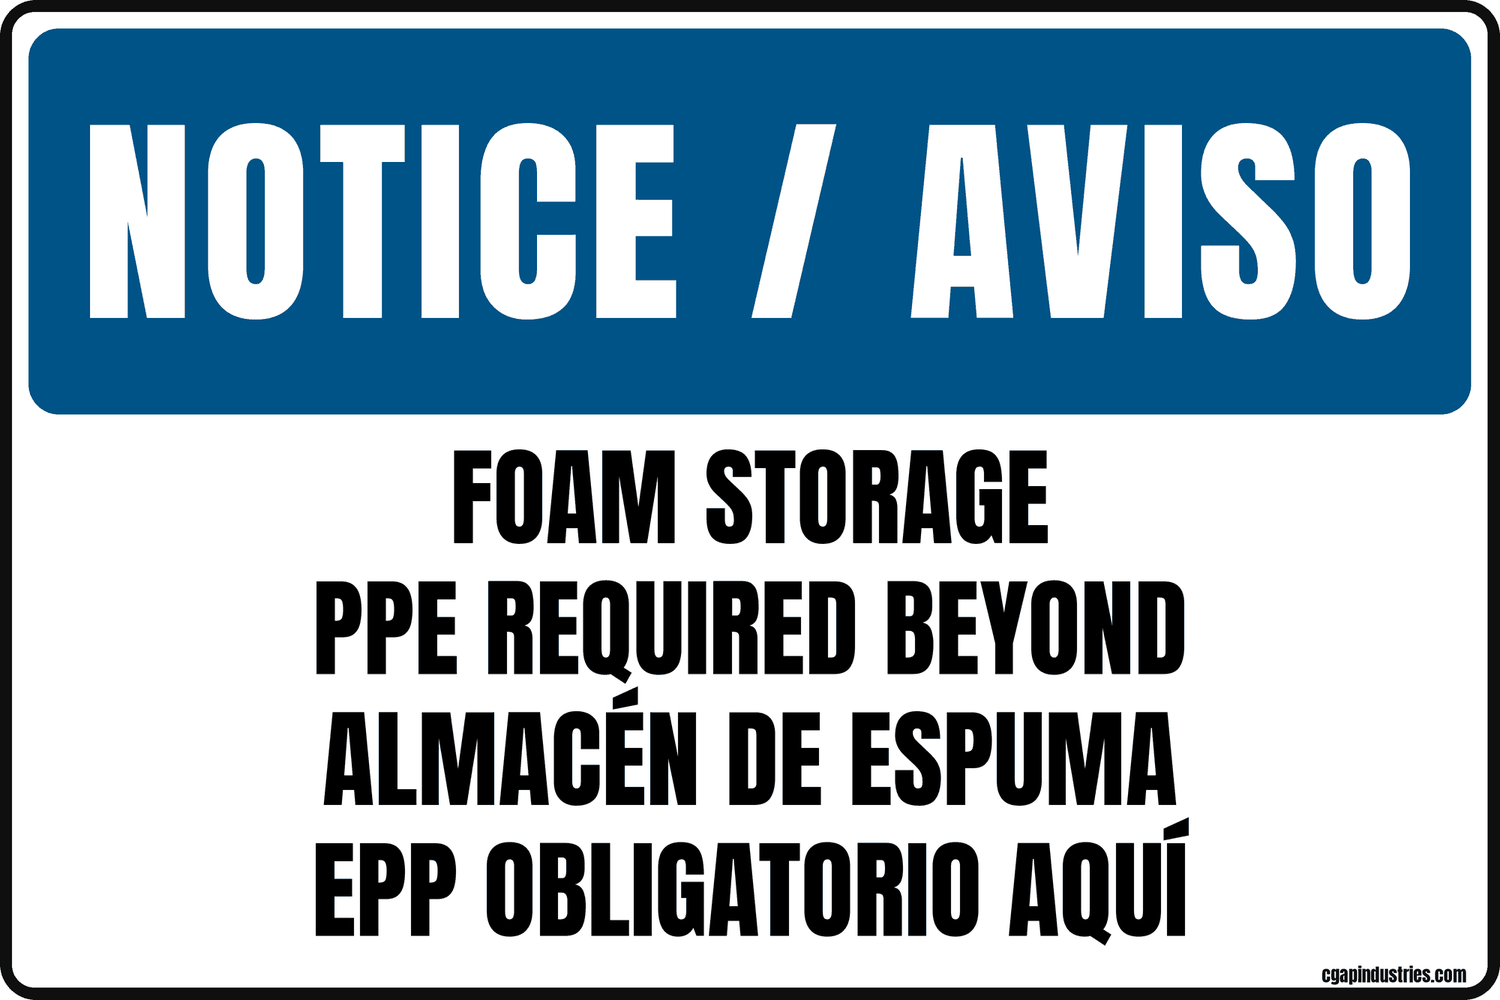 NOTICE / AVISO
FOAM STORAGE
PPE REQUIRED BEYOND
ALMACÉN DE ESPUMA
EPP OBLIGATORIO AQUÍ
cgapindustries.com